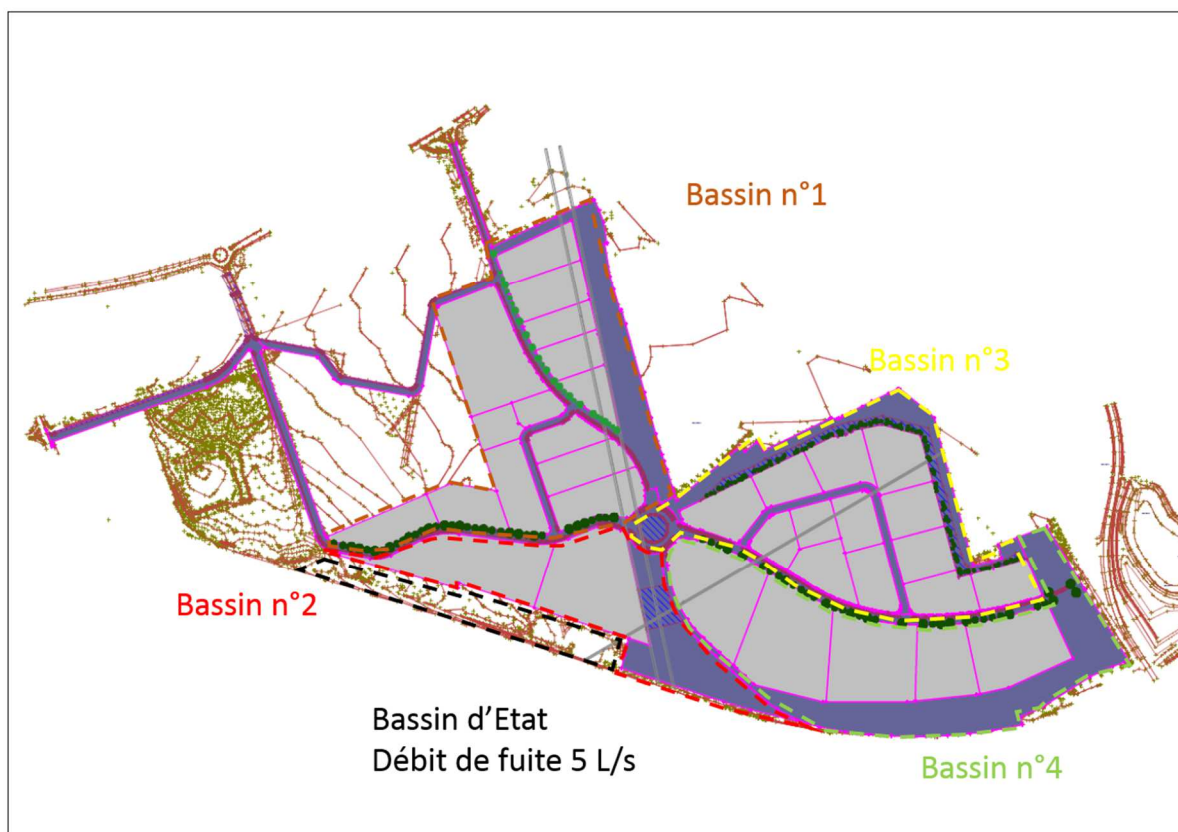 Bassin n°1
Bassin n°3
Bassin n°2
Bassin d’Etat
Débit de fuite 5 L/s
Bassin n°4